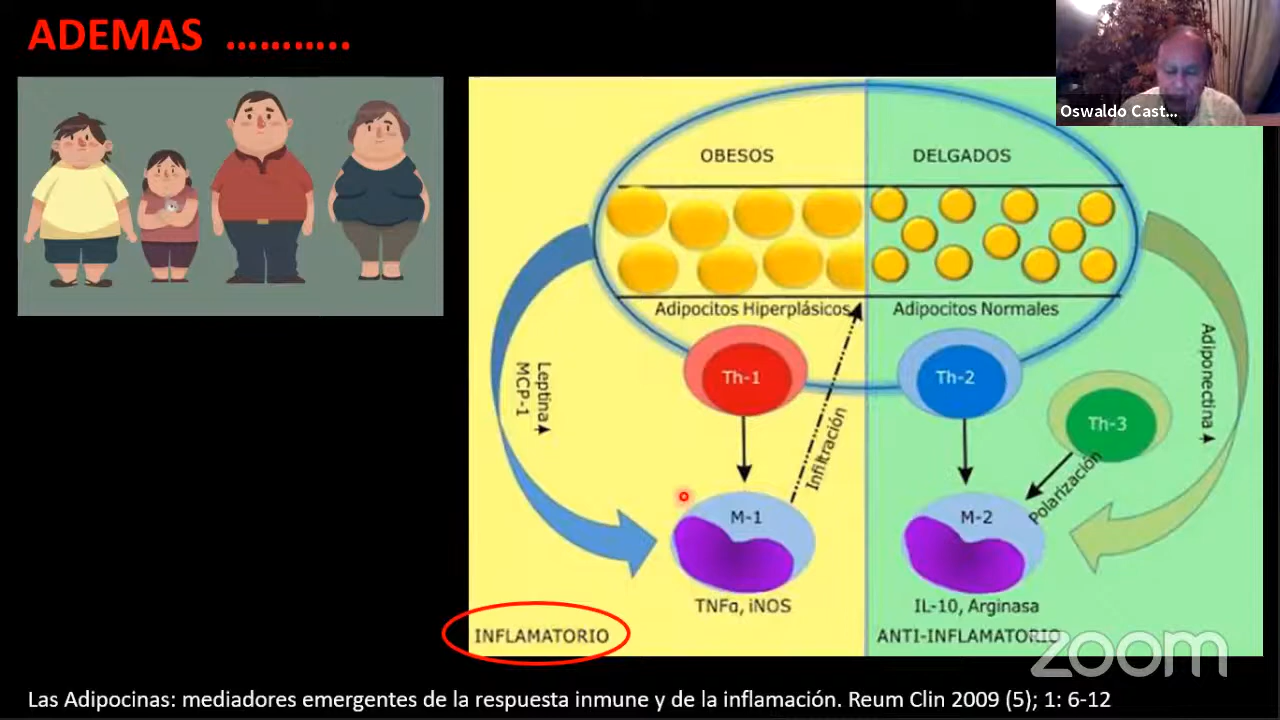 ADEMAS ...........
Oswaldo Cast...
OBESOS
DELGADOS
Adipocitos Hiperplásicos
Adipocitos Normales
Th-1
Th-2
Th-3
Leptina
MCP-1
Infiltración
Polarización
Adiponectina
M-1
M-2
TNFα, iNOS
IL-10, Arginasa
INFLAMATORIO
ANTI-INFLAMATORIO
zoom
Las Adipocinas: mediadores emergentes de la respuesta inmune y de la inflamación. Reum Clin 2009 (5); 1: 6-12